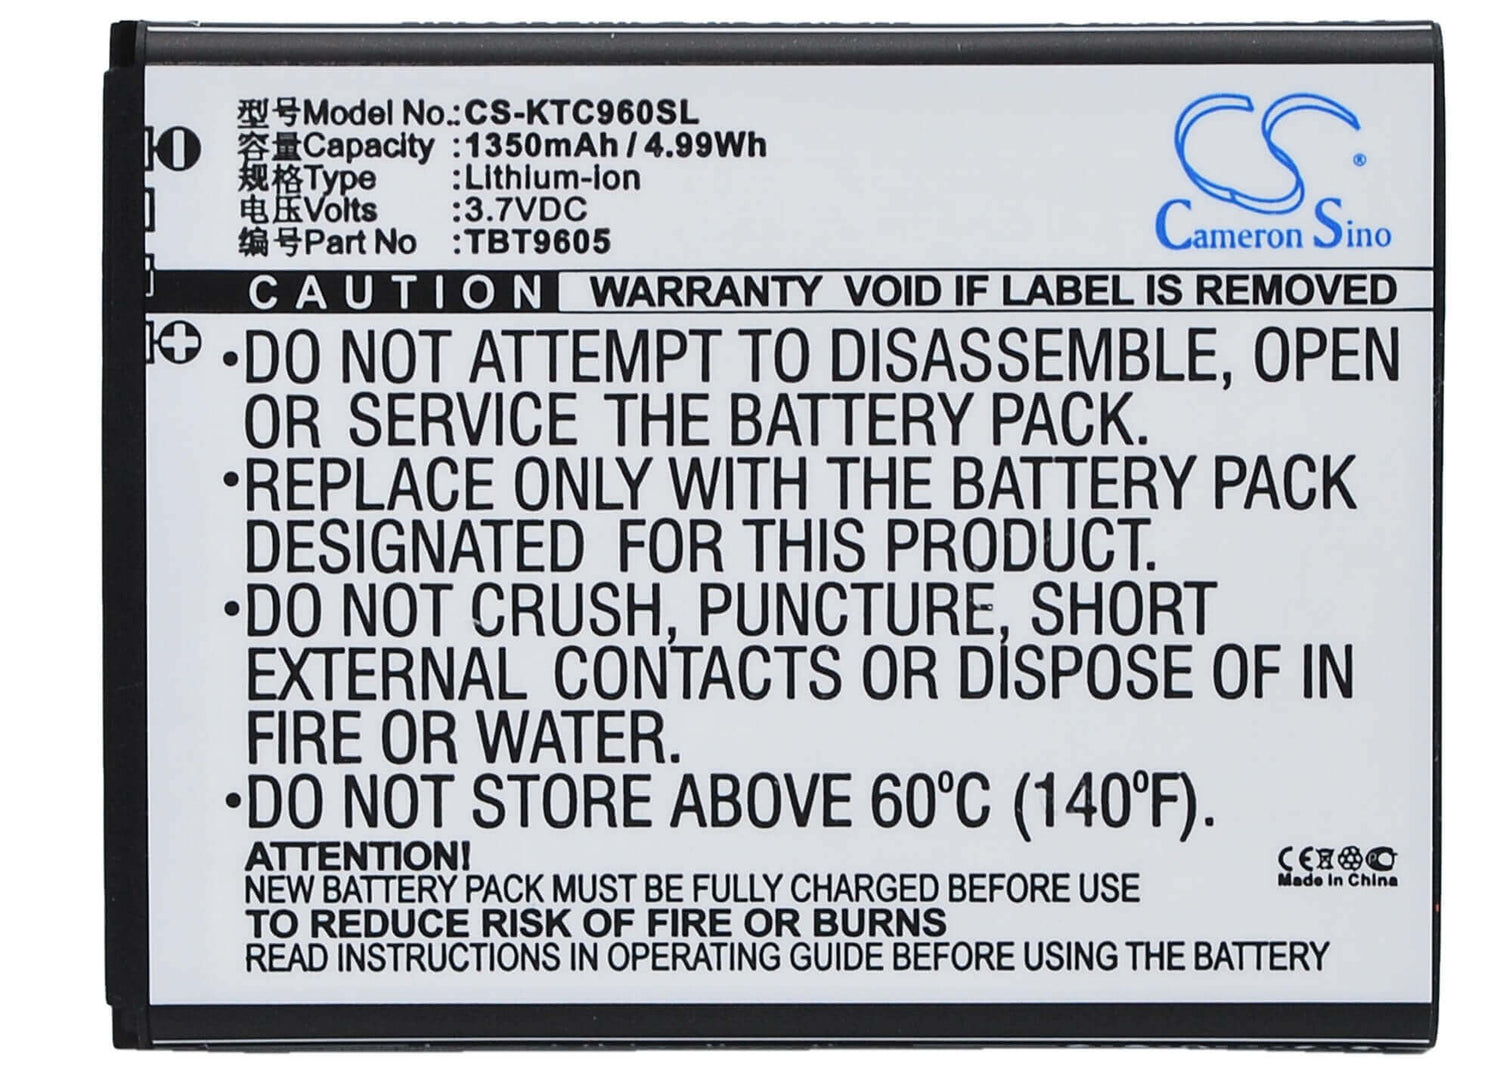 型号Model No.:CS-KTC960SL
容量Capacity :1350mAh / 4.99Wh
规格Type :Lithium-ion
电压Volts :3.7VDC
编号Part No :TBT9605
CS®
Cameron Sino
CAUTION WARRANTY VOID IF LABEL IS REMOVED
•DO NOT ATTEMPT TO DISASSEMBLE, OPEN
OR SERVICE THE BATTERY PACK.
•REPLACE ONLY WITH THE BATTERY PACK
DESIGNATED FOR THIS PRODUCT.
•DO NOT CRUSH, PUNCTURE, SHORT
EXTERNAL CONTACTS OR DISPOSE OF IN
FIRE OR WATER.
•DO NOT STORE ABOVE 60ºC (140ºF).
ATTENTION!
NEW BATTERY PACK MUST BE FULLY CHARGED BEFORE USE
TO REDUCE RISK OF FIRE OR BURNS
READ INSTRUCTIONS IN OPERATING GUIDE BEFORE USING THE BATTERY
CE
Made in China